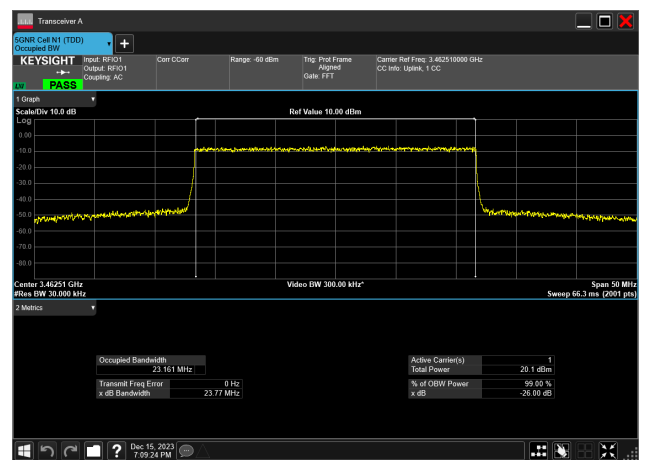 Transceiver A
5GNR Cell N1 (TDD)
Occupied BW
KEYSIGHT
Input: RFIO1
Output: RFIO1
Coupling: AC
Corr CCorr
Range: -60 dBm
Trig: Prot Frame
Aligned
Gate: FFT
Carrier Ref Freq: 3.462510000 GHz
CC Info: Uplink, 1 CC
LV PASS
1 Graph
Scale/Div 10.0 dB
Ref Value 10.00 dBm
Log
0.00
-10.0
-20.0
-30.0
-40.0
-50.0
-60.0
-70.0
-80.0
Center 3.46251 GHz
Video BW 300.00 kHz*
Span 50 MHz
#Res BW 30.000 kHz
Sweep 66.3 ms (2001 pts)
2 Metrics
Occupied Bandwidth
23.161 MHz
Transmit Freq Error 0 Hz
x dB Bandwidth 23.77 MHz
Active Carrier(s) 1
Total Power 20.1 dBm
% of OBW Power 99.00 %
x dB -26.00 dB
Dec 15, 2023
7:09:24 PM